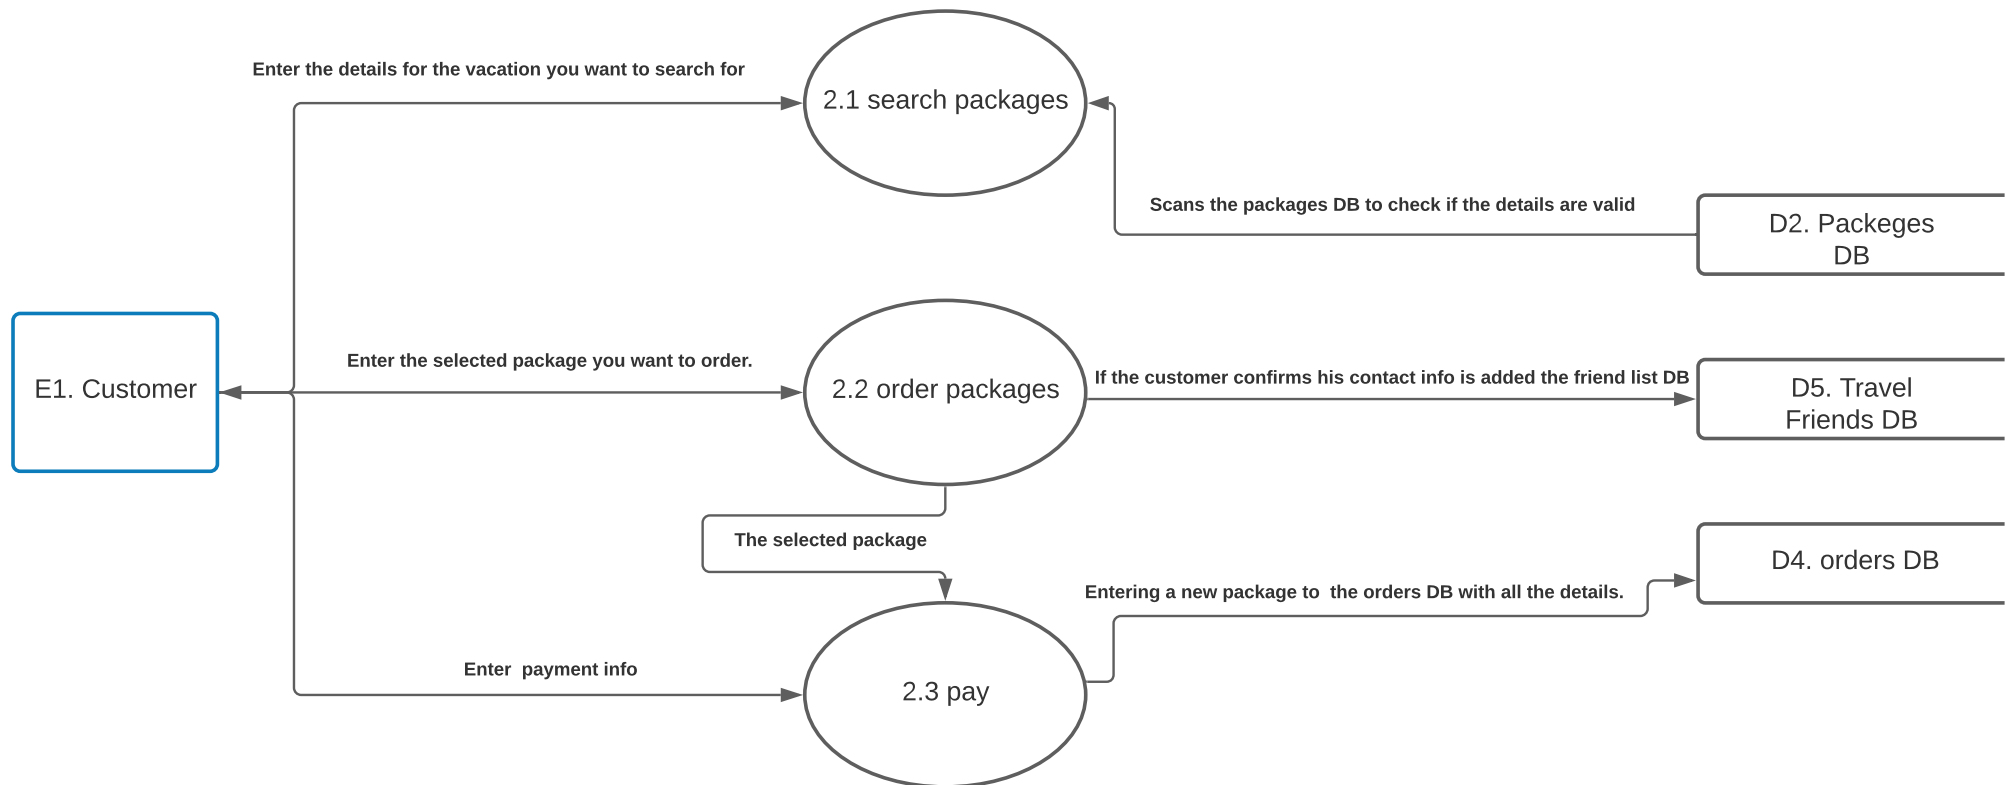 Enter the details for the vacation you want to search for
2.1 search packages
Scans the packages DB to check if the details are valid
D2. Packeges
DB
E1. Customer
Enter the selected package you want to order.
2.2 order packages
If the customer confirms his contact info is added the friend list DB
D5. Travel
Friends DB
The selected package
D4. orders DB
Entering a new package to  the orders DB with all the details.
Enter  payment info
2.3 pay